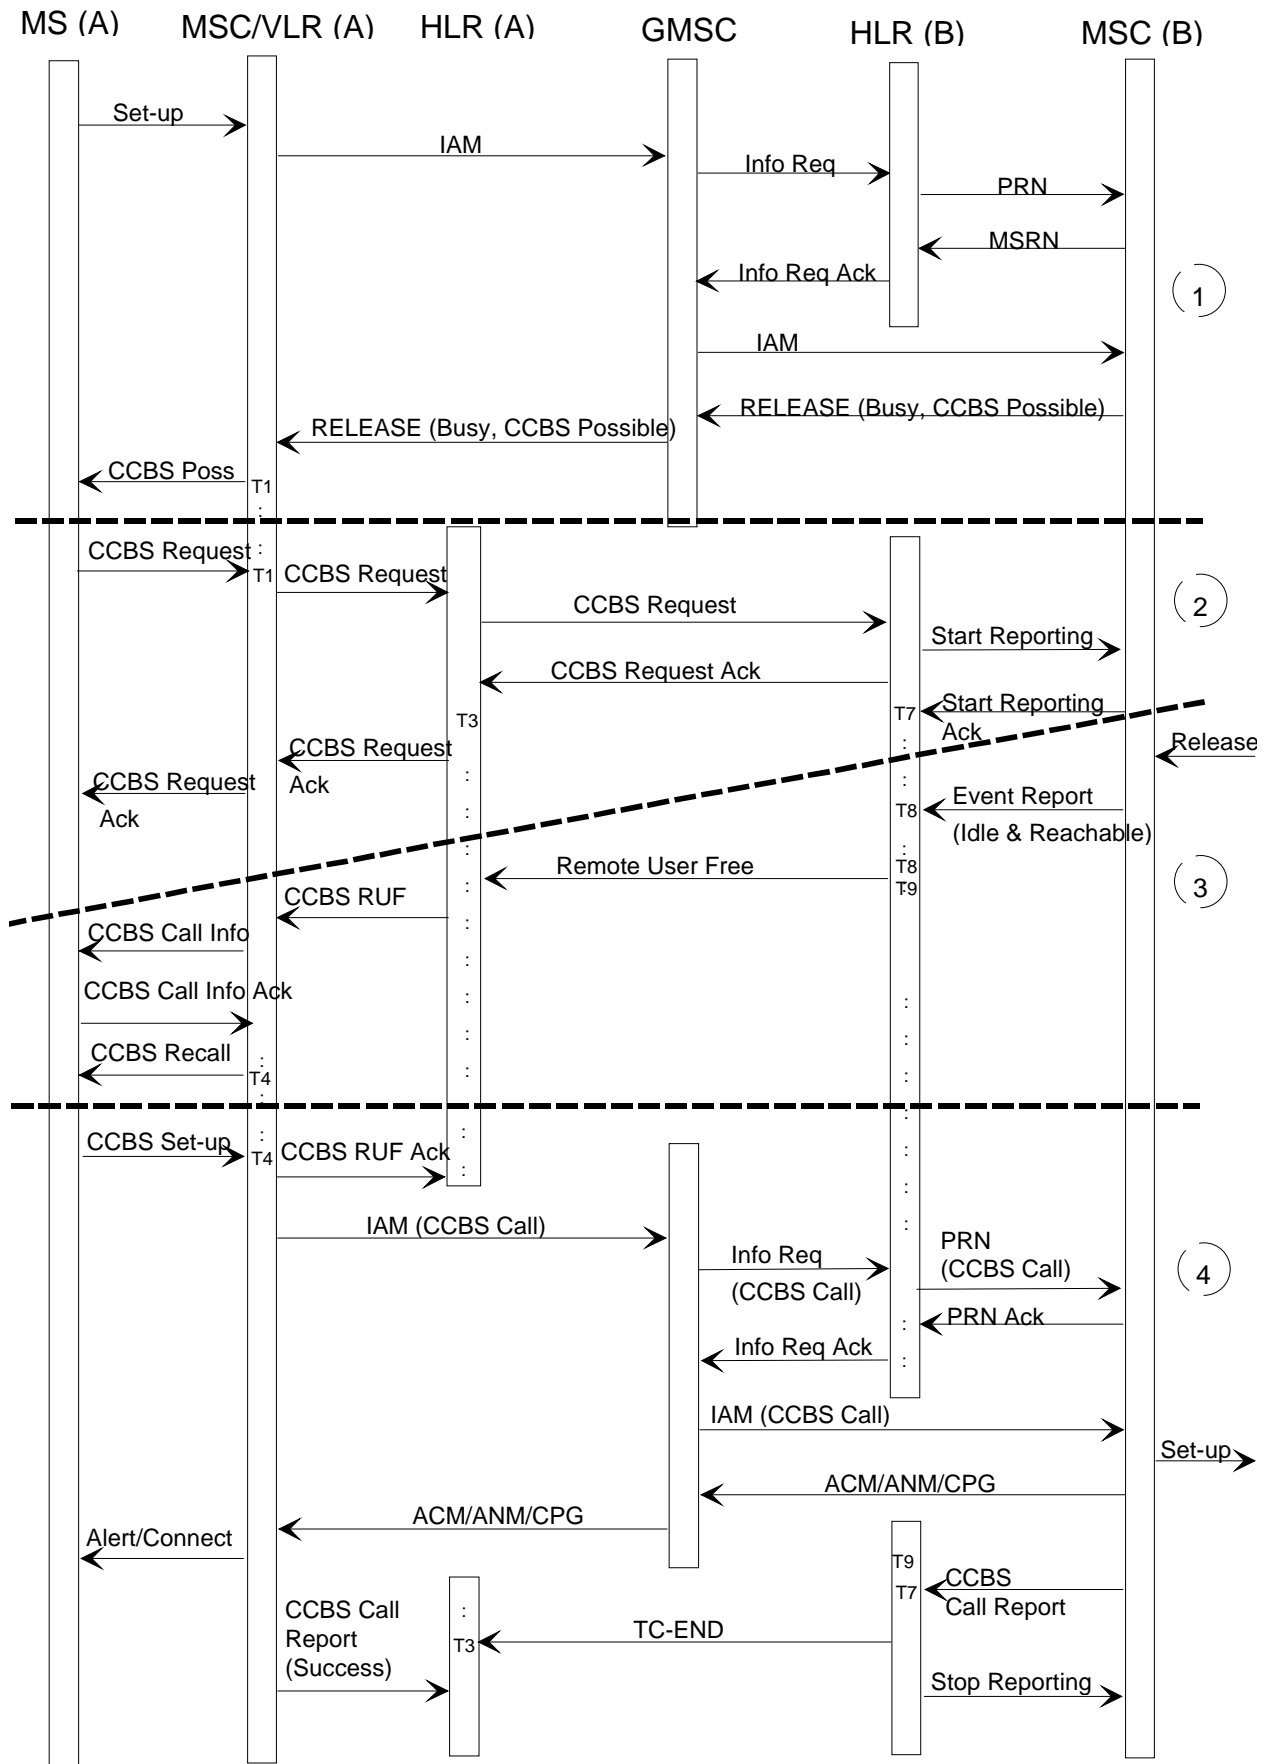 MS (A) MSC/VLR (A) HLR (A) GMSC HLR (B) MSC (B)
Set-up
IAM
Info Req
PRN
MSRN
Info Req Ack
1
IAM
RELEASE (Busy, CCBS Possible)
RELEASE (Busy, CCBS Possible)
CCBS Poss
T1
:
:
CCBS Request
T1
CCBS Request
CCBS Request
2
Start Reporting
CCBS Request Ack
T3
T7
Start Reporting
Ack
CCBS Request
Ack
Release
CCBS Request
Ack
Event Report
(Idle & Reachable)
T8
Remote User Free
T8
T9
3
CCBS RUF
CCBS Call Info
CCBS Call Info Ack
CCBS Recall
T4
CCBS Set-up
T4
CCBS RUF Ack
IAM (CCBS Call)
Info Req
(CCBS Call)
PRN
(CCBS Call)
4
PRN Ack
Info Req Ack
IAM (CCBS Call)
Set-up
ACM/ANM/CPG
ACM/ANM/CPG
Alert/Connect
T9
T7
CCBS
Call Report
CCBS Call
Report
(Success)
T3
TC-END
Stop Reporting